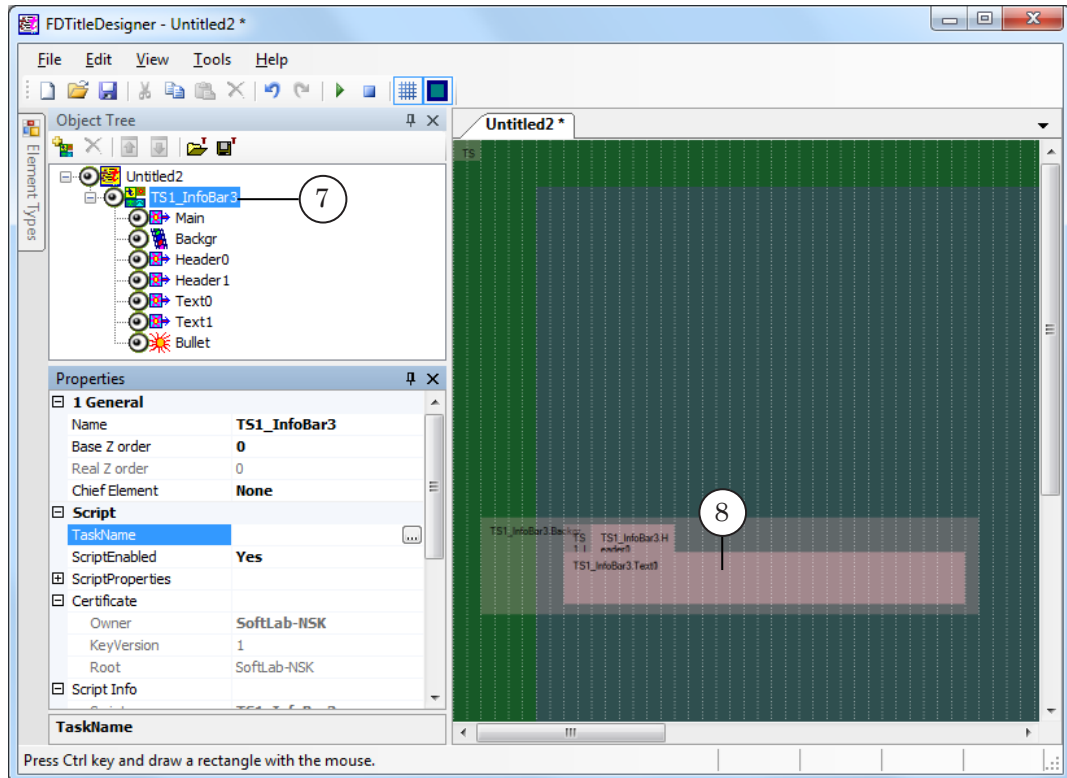 FDTitleDesigner - Untitled2 *
File Edit View Tools Help
Object Tree
Untitled2 *
Element Types
TS
Untitled2
TS1_InfoBar3
7
Main
Backgr
Header0
Header1
Text0
Text1
Bullet
Properties
1 General
Name TS1_InfoBar3
Base Z order 0
Real Z order 0
Chief Element None
Script
TaskName ...
ScriptEnabled Yes
ScriptProperties
Certificate
Owner SoftLab-NSK
KeyVersion 1
Root SoftLab-NSK
Script Info
TaskName
8
TS1_InfoBar3.Backgr
TS
TS1_InfoBar3.H
eader0
TS1_InfoBar3.Text0
Press Ctrl key and draw a rectangle with the mouse.